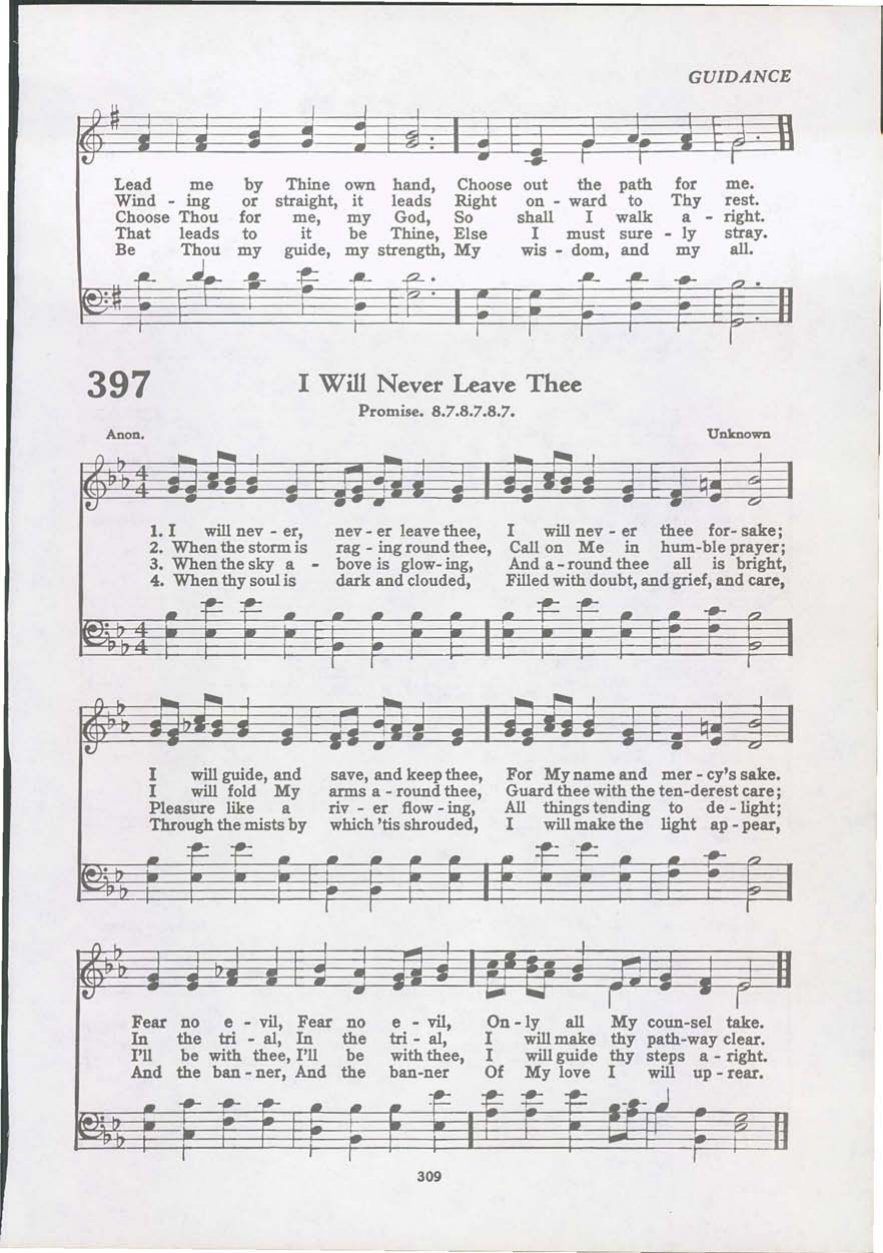 GUIDANCE
Lead me by Thine own hand, Choose out the path for me.
Wind - ing or straight, it leads Right on - ward to Thy rest.
Choose Thou for me, my God, So shall I walk a - right.
That leads to it be Thine, Else I must sure - ly stray.
Be Thou my guide, my strength, My wis - dom, and my all.
397 I Will Never Leave Thee
Promise. 8.7.8.7.8.7.
Anon. Unknown
1. I will nev - er, nev - er leave thee, I will nev - er thee for- sake;
2. When the storm is rag - ing round thee, Call on Me in hum-ble prayer;
3. When the sky a - bove is glow- ing, And a - round thee all is bright,
4. When thy soul is dark and clouded, Filled with doubt, and grief, and care,
I will guide, and save, and keep thee, For My name and mer - cy's sake.
I will fold My arms a - round thee, Guard thee with the ten-derest care;
Pleasure like a riv - er flow - ing, All things tending to de - light;
Through the mists by which 'tis shrouded, I will make the light ap - pear,
Fear no e - vil, Fear no e - vil, On - ly all My coun-sel take.
In the tri - al, In the tri - al, I will make thy path-way clear.
I'll be with thee, I'll be with thee, I will guide thy steps a - right.
And the ban - ner, And the ban-ner Of My love I will up - rear.
309